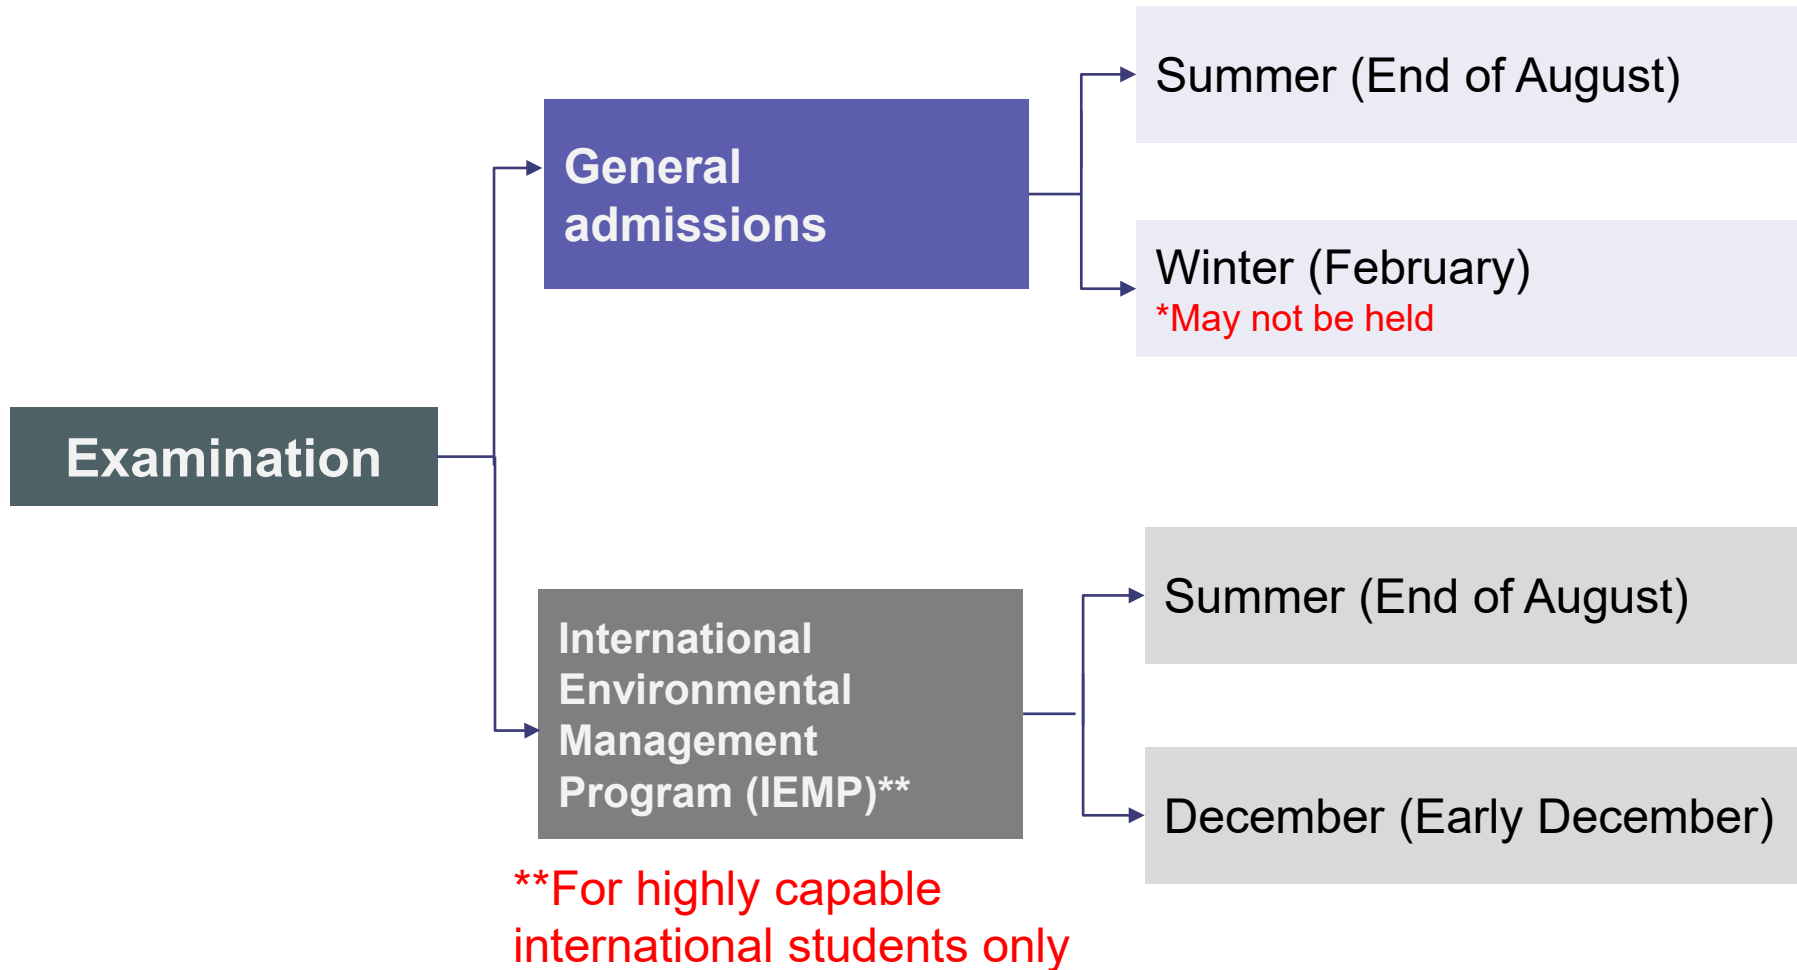 Summer (End of August)
General
admissions
Winter (February)
*May not be held
Examination
Summer (End of August)
International
Environmental
Management
Program (IEMP)**
December (Early December)
**For highly capable
international students only